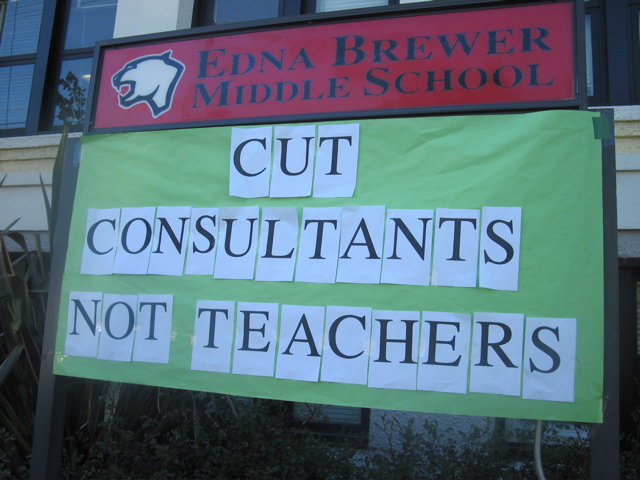 EDNA BREWER
MIDDLE SCHOOL
CUT
CONSULTANTS
NOT TEACHERS